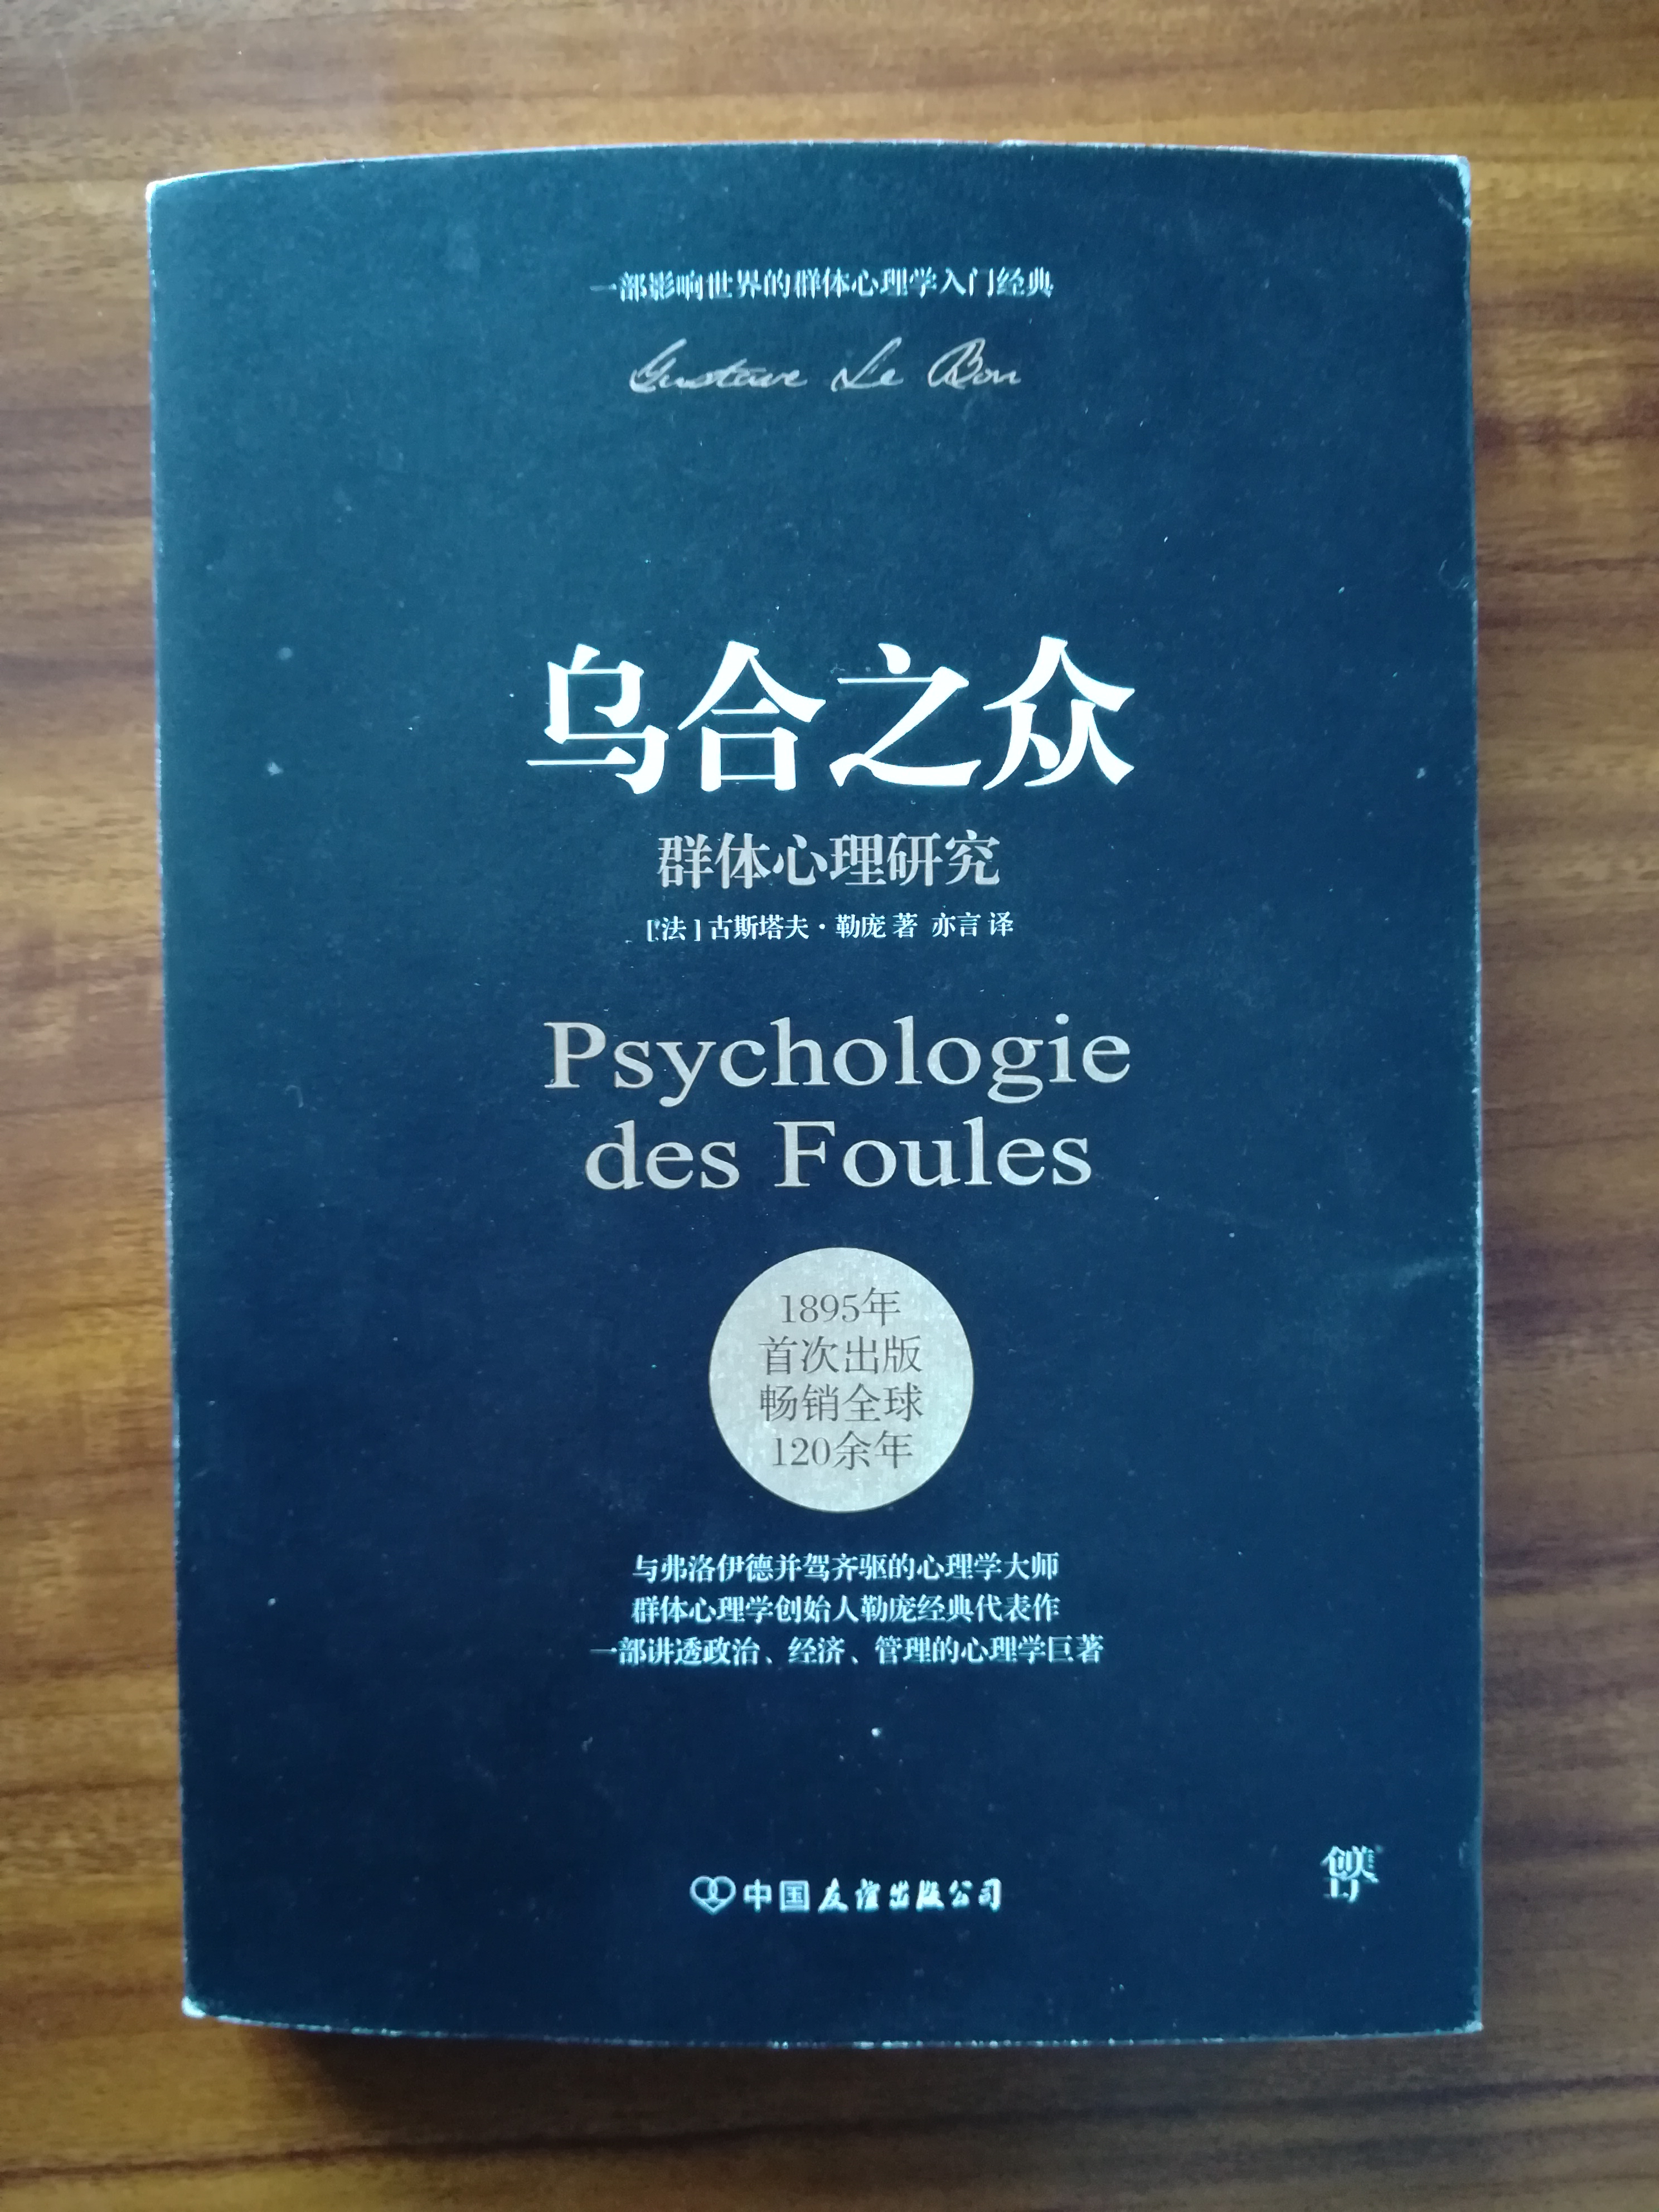 一部影响世界的群体心理学入门经典
Gustave Le Bon
乌合之众
群体心理研究
[法] 古斯塔夫·勒庞 著 亦言 译
Psychologie
des Foules
1895年
首次出版
畅销全球
120余年
与弗洛伊德并驾齐驱的心理学大师
群体心理学创始人勒庞经典代表作
一部讲透政治、经济、管理的心理学巨著
创美
中国友谊出版公司